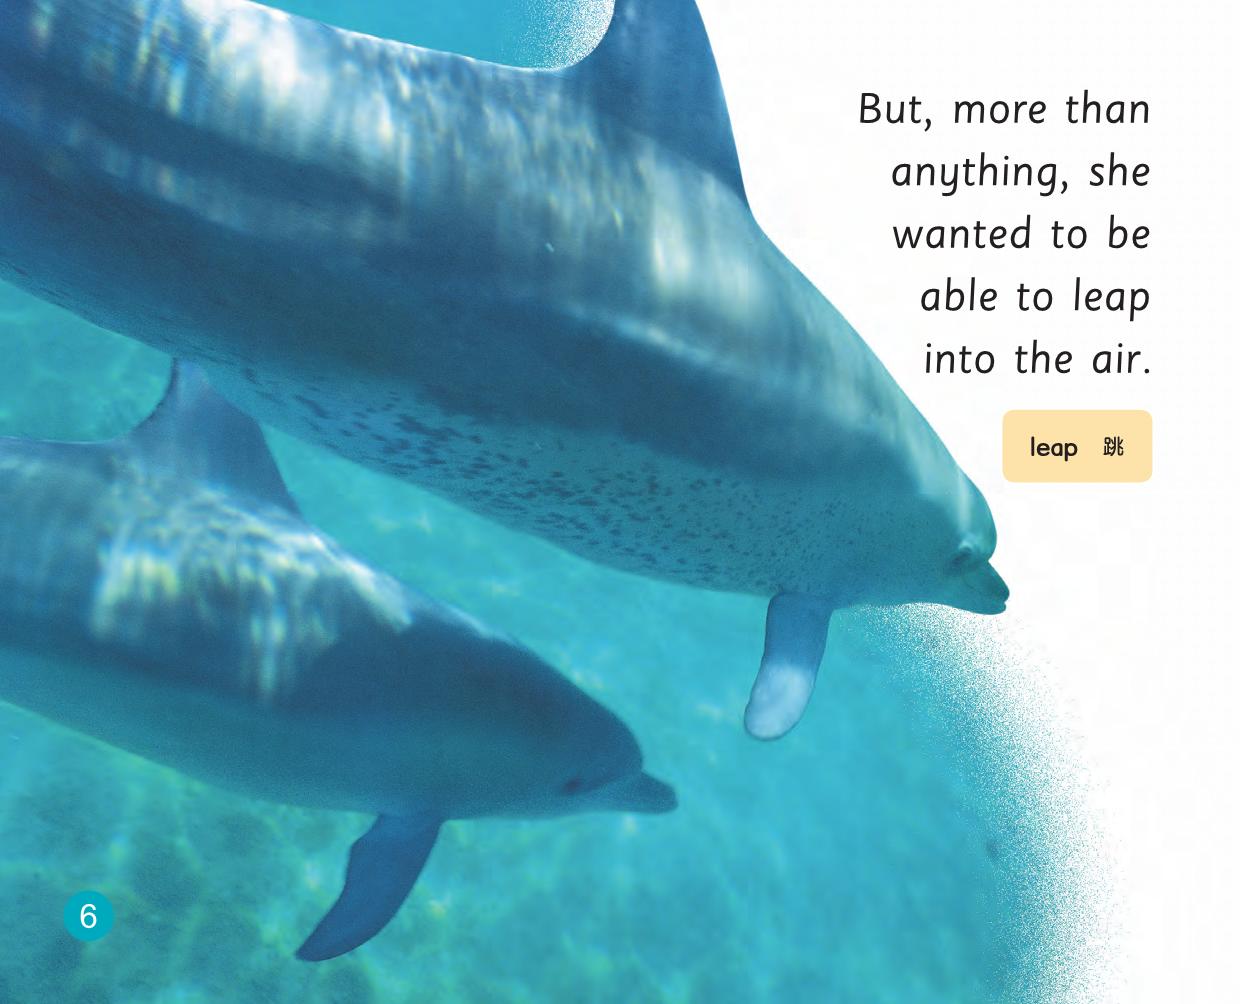 But, more than
anything, she
wanted to be
able to leap
into the air.
leap 跳
6